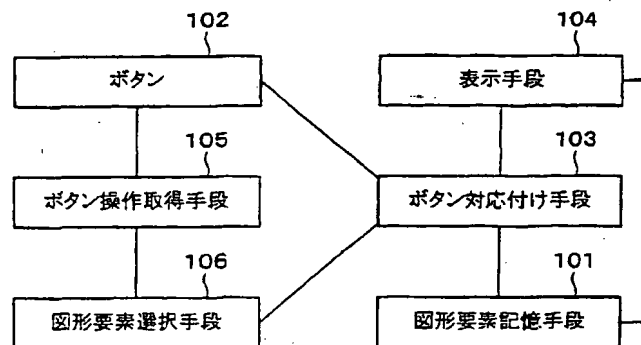 102
ボタン
104
表示手段
105
ボタン操作取得手段
103
ボタン対応付け手段
106
図形要素選択手段
101
図形要素記憶手段